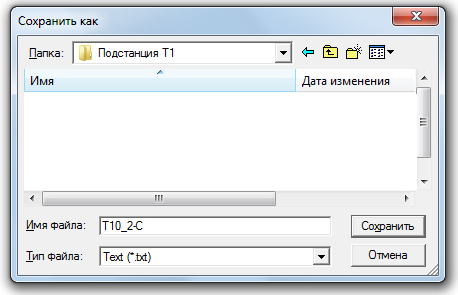 Сохранить как
Папка: Подстанция Т1
Имя Дата изменения
Имя файла: Т10_2-С Сохранить
Тип файла: Text (*.txt) Отмена